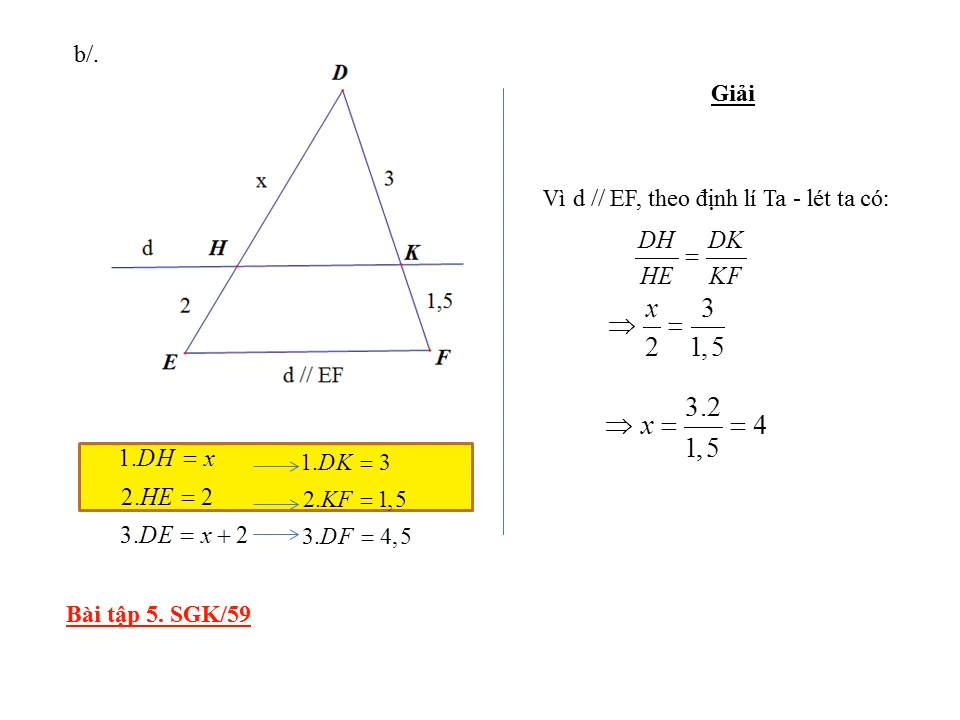 b/.
D
x
3
d
H
K
2
1,5
E
F
d // EF
1.DH = x → 1.DK = 3
2.HE = 2 → 2.KF = 1,5
3.DE = x + 2 → 3.DF = 4,5
Bài tập 5. SGK/59
Giải
Vì d // EF, theo định lí Ta - lét ta có:
DH/HE = DK/KF
⇒ x/2 = 3/1,5
⇒ x = 3.2/1,5 = 4